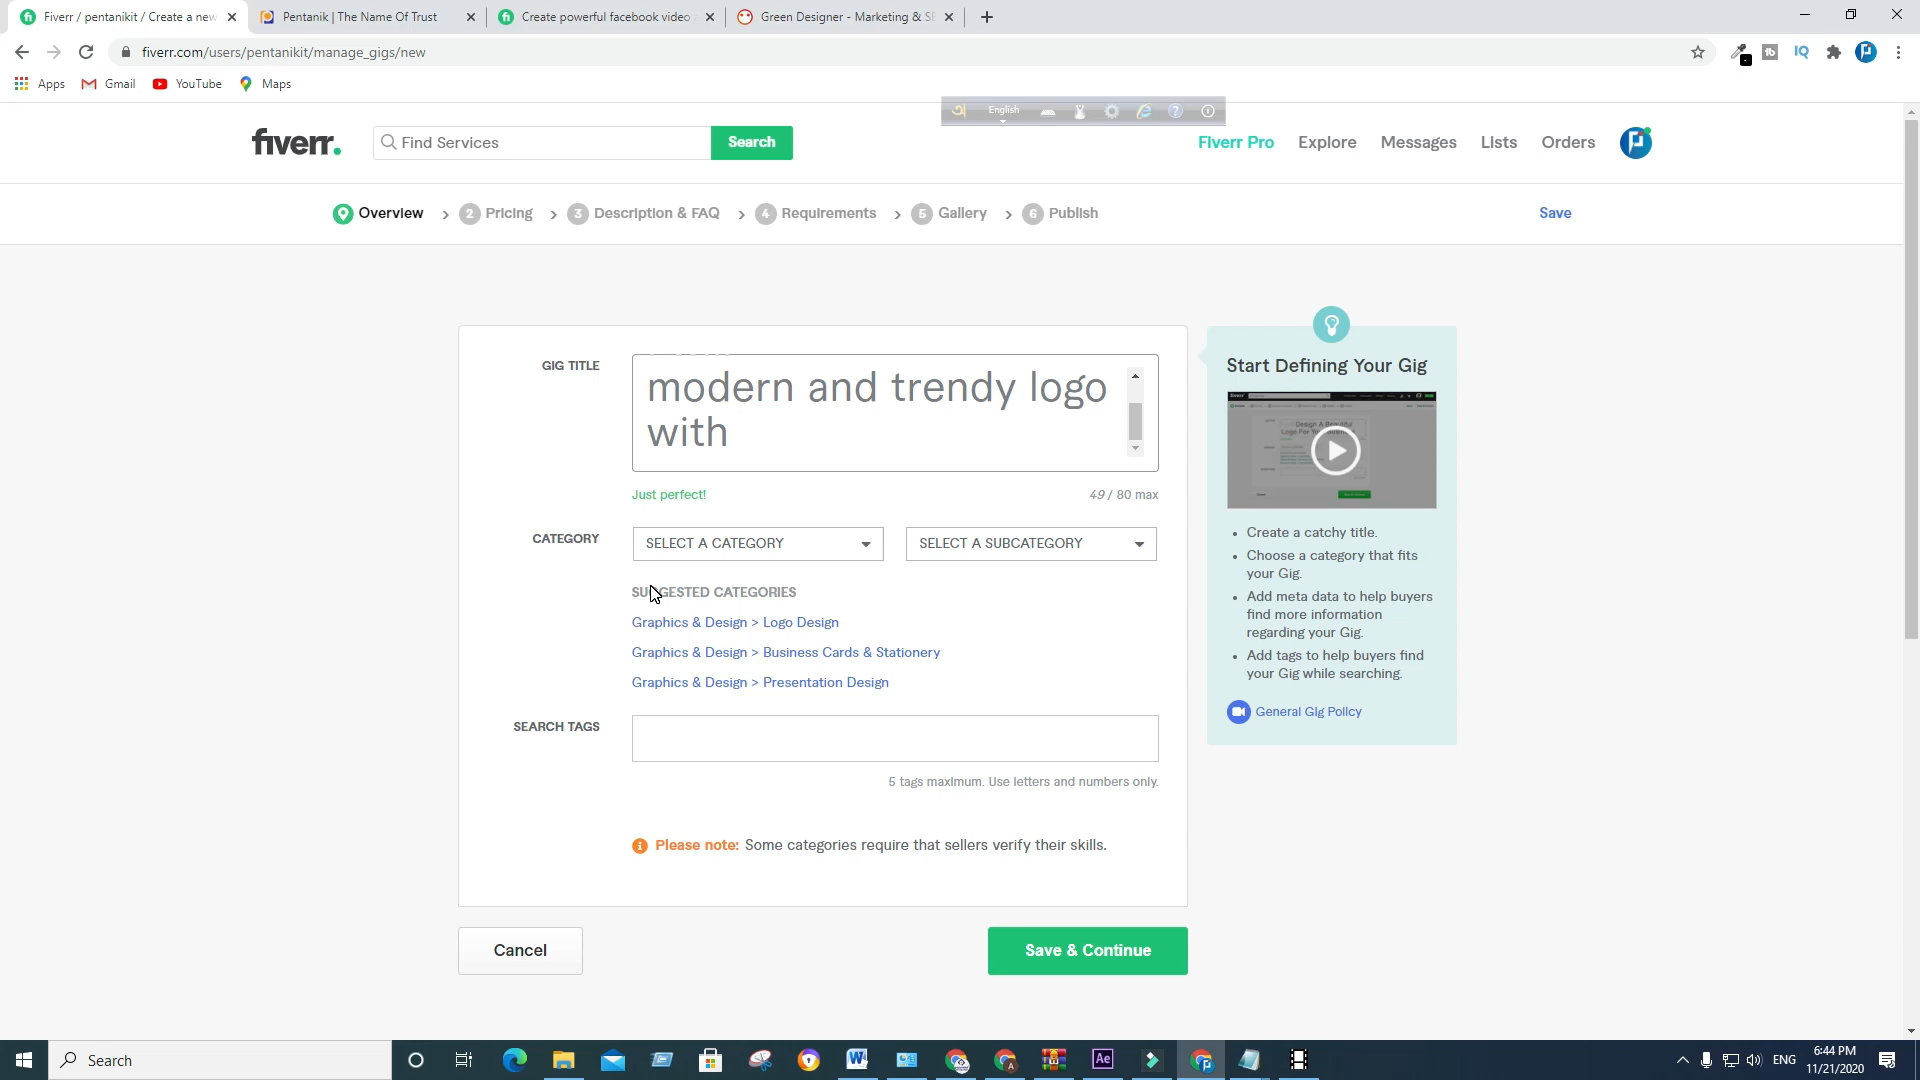 Fiverr / pentanikit / Create a new
Pentanik | The Name Of Trust
Create powerful facebook video
Green Designer - Marketing & SE
fiverr.com/users/pentanikit/manage_gigs/new
Apps
Gmail
YouTube
Maps
English
fiverr.
Find Services
Search
Fiverr Pro
Explore
Messages
Lists
Orders
Overview
2 Pricing
3 Description & FAQ
4 Requirements
5 Gallery
6 Publish
Save
GIG TITLE
modern and trendy logo
with
Just perfect!
49 / 80 max
CATEGORY
SELECT A CATEGORY
SELECT A SUBCATEGORY
SUGGESTED CATEGORIES
Graphics & Design > Logo Design
Graphics & Design > Business Cards & Stationery
Graphics & Design > Presentation Design
SEARCH TAGS
5 tags maximum. Use letters and numbers only.
Please note: Some categories require that sellers verify their skills.
Cancel
Save & Continue
Start Defining Your Gig
Create a catchy title.
Choose a category that fits
your Gig.
Add meta data to help buyers
find more information
regarding your Gig.
Add tags to help buyers find
your Gig while searching.
General Gig Policy
Search
ENG
6:44 PM
11/21/2020